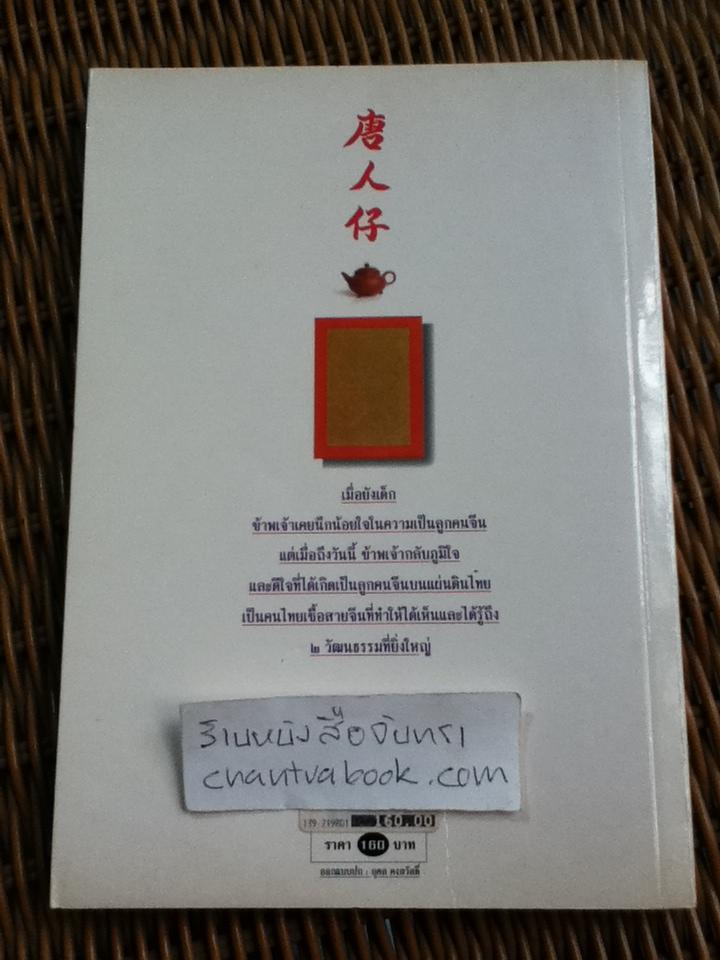 唐
人
仔
เมื่อยังเด็ก
ข้าพเจ้าเคยนึกน้อยใจในความเป็นลูกคนจีน
แต่เมื่อถึงวันนี้ ข้าพเจ้ากลับภูมิใจ
และดีใจที่ได้เกิดเป็นลูกคนจีนบนแผ่นดินไทย
เป็นคนไทยเชื้อสายจีนที่ทำให้ได้เห็นและได้รู้ถึง
๒ วัฒนธรรมที่ยิ่งใหญ่
ร้านหนังสือจันทรา
chantrabook.com
160.00
ราคา 160 บาท
ออกแบบปก :